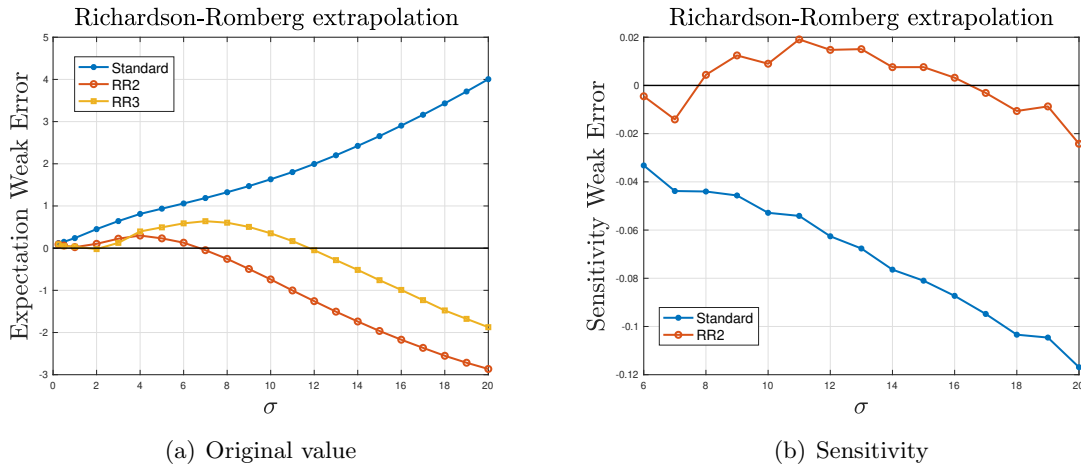 Richardson-Romberg extrapolation
Expectation Weak Error
5
4
3
2
1
0
-1
-2
-3
Standard
RR2
RR3
0 2 4 6 8 10 12 14 16 18 20
σ
(a) Original value
Richardson-Romberg extrapolation
Sensitivity Weak Error
0.02
0
-0.02
-0.04
-0.06
-0.08
-0.1
-0.12
Standard
RR2
6 8 10 12 14 16 18 20
σ
(b) Sensitivity